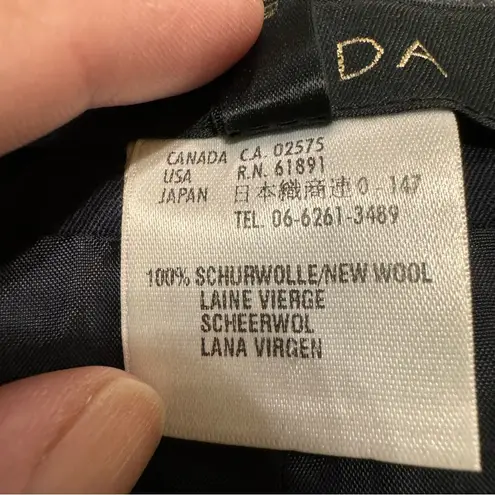 DA
CANADA C.A. 02575
USA R.N. 61891
JAPAN 日本織商連0-147
TEL. 06-6261-3489
100% SCHURWOLLE/NEW WOOL
LAINE VIERGE
SCHEERWOL
LANA VIRGEN